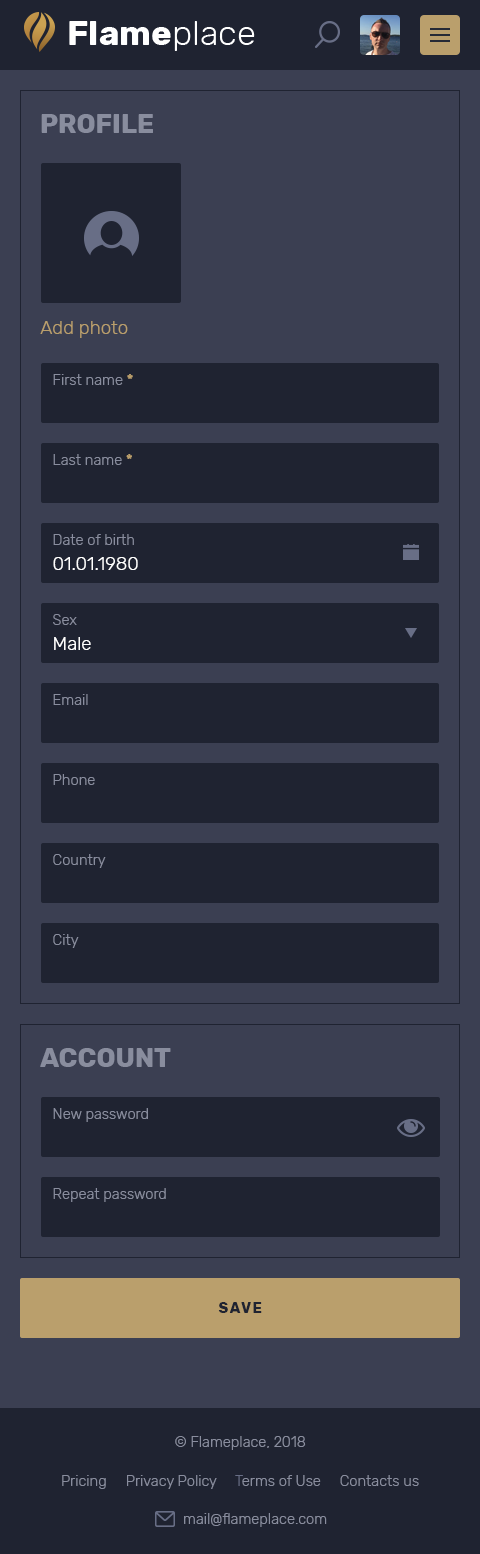 Flameplace
PROFILE
Add photo
First name *
Last name *
Date of birth
01.01.1980
Sex
Male
Email
Phone
Country
City
ACCOUNT
New password
Repeat password
SAVE
© Flameplace, 2018
Pricing Privacy Policy Terms of Use Contacts us
mail@flameplace.com